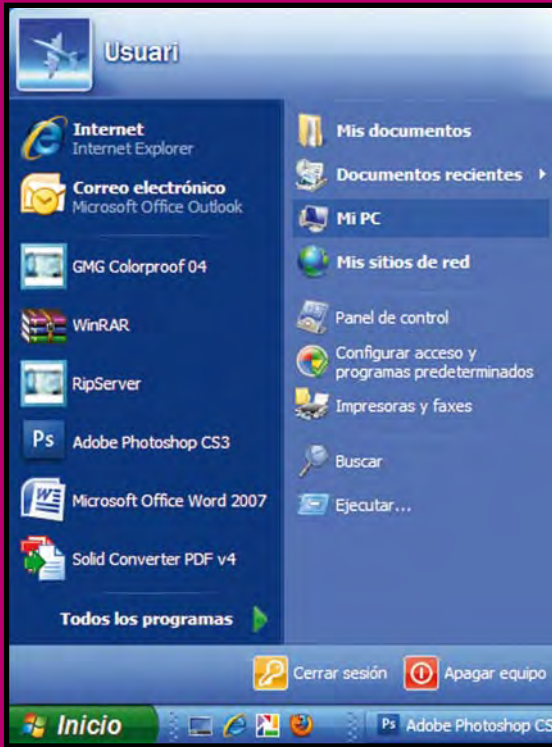 Usuari
Internet
Internet Explorer
Correo electrónico
Microsoft Office Outlook
GMG Colorproof 04
WinRAR
RipServer
Ps Adobe Photoshop CS3
Microsoft Office Word 2007
Solid Converter PDF v4
Todos los programas
Mis documentos
Documentos recientes
Mi PC
Mis sitios de red
Panel de control
Configurar acceso y
programas predeterminados
Impresoras y faxes
Buscar
Ejecutar...
Cerrar sesión
Apagar equipo
Inicio
Ps Adobe Photoshop CS